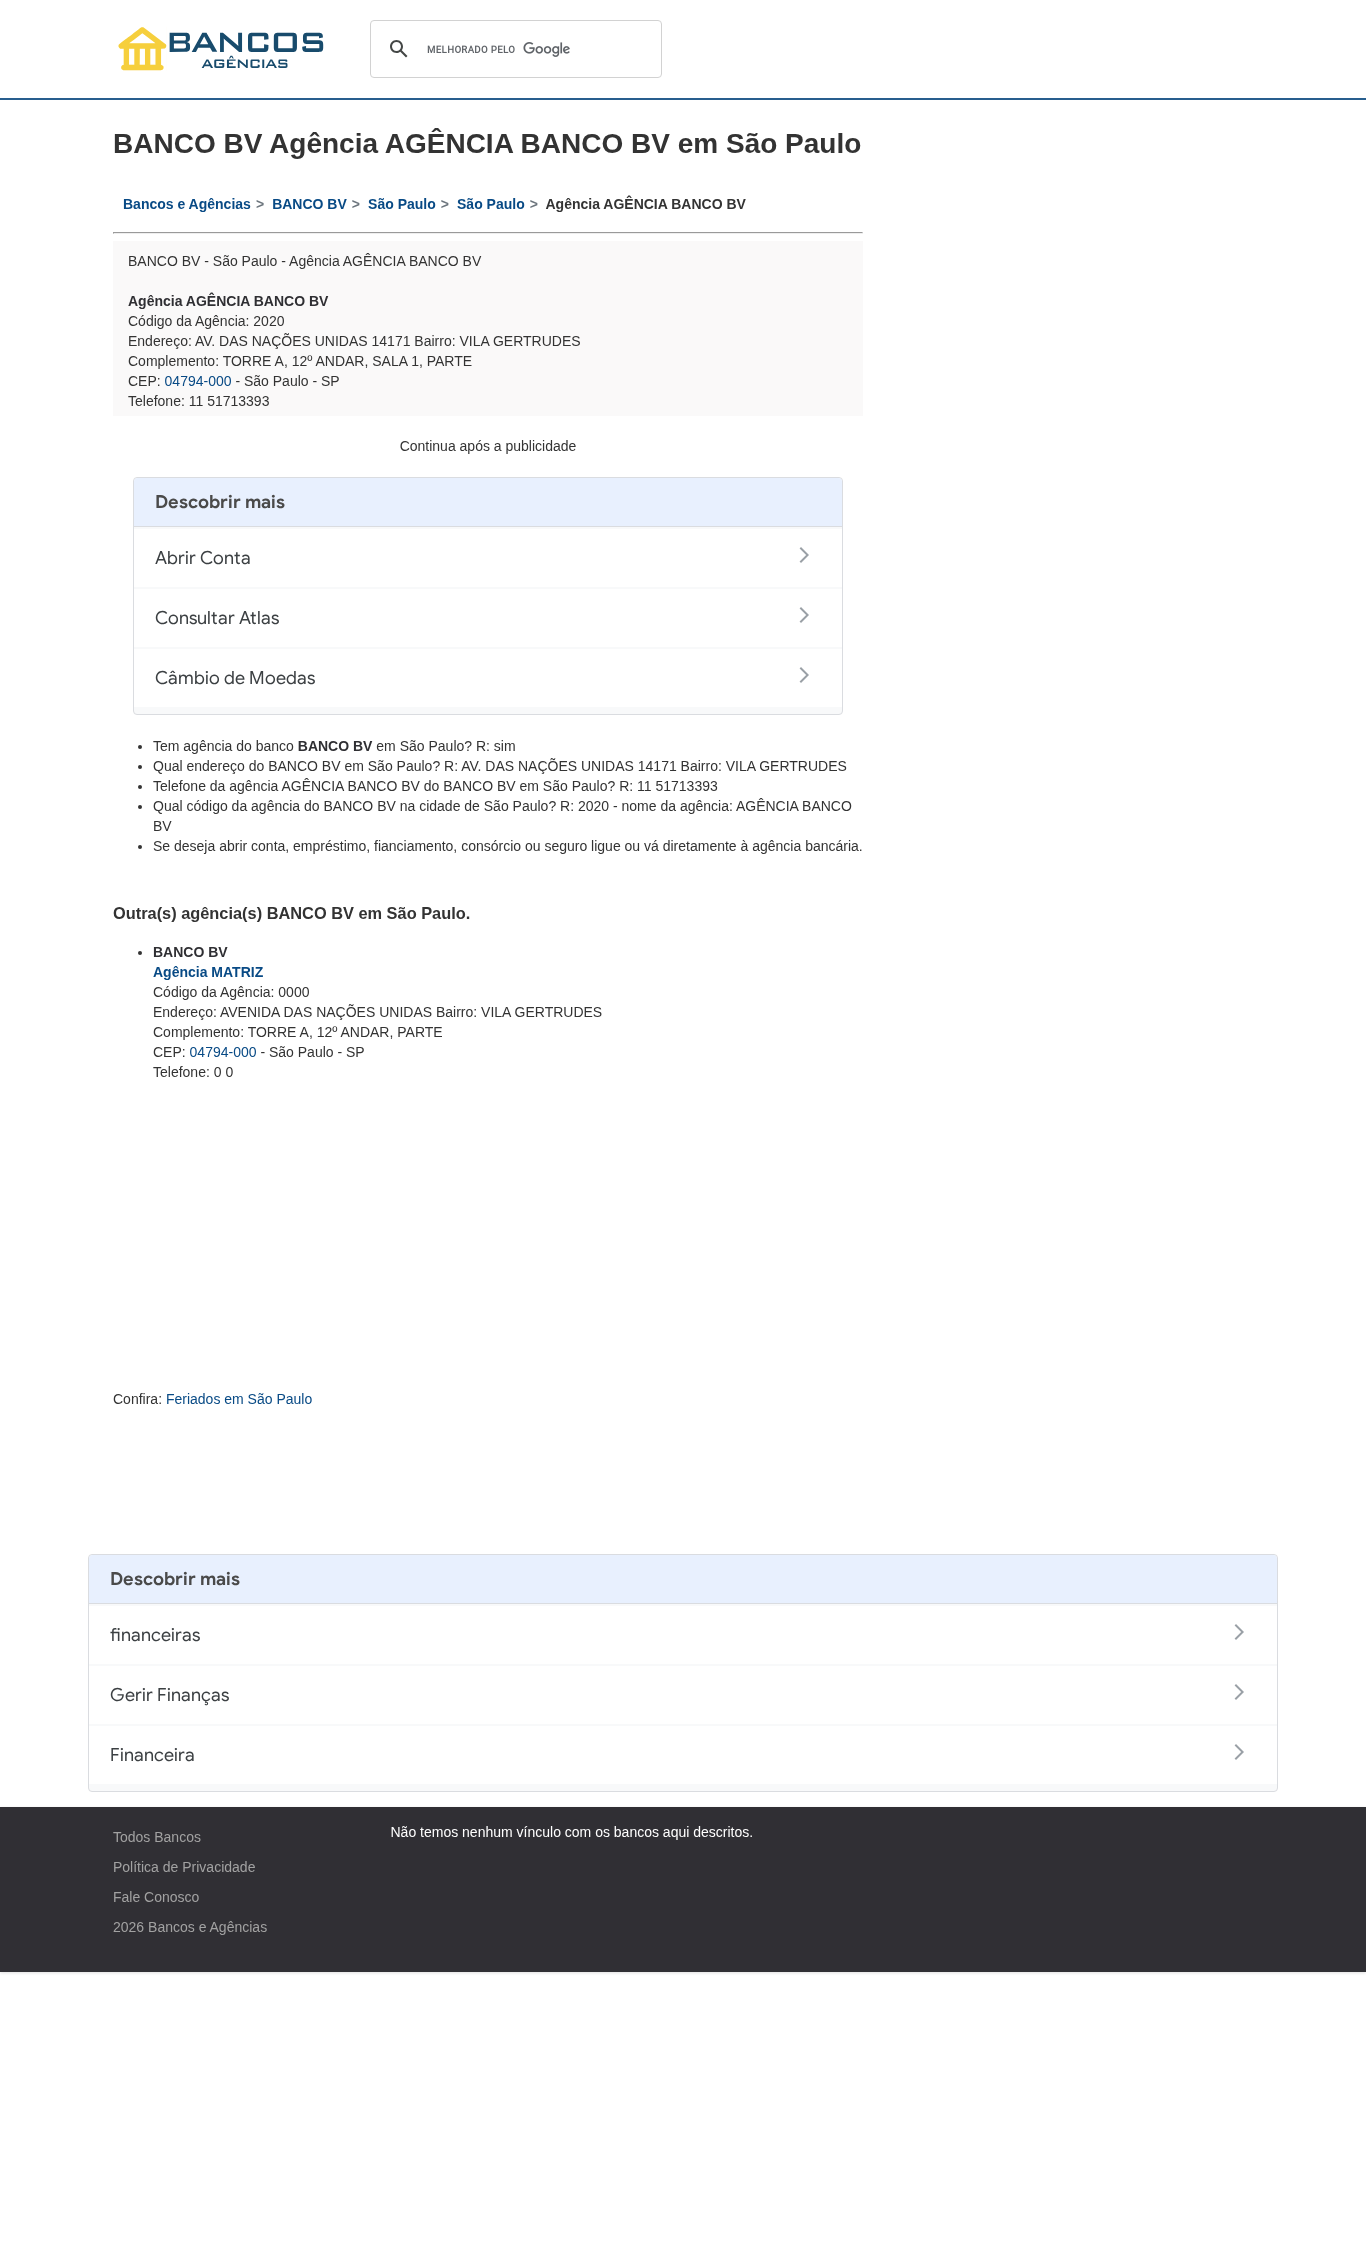 BANCOS
AGÊNCIAS
MELHORADO PELO Google
BANCO BV Agência AGÊNCIA BANCO BV em São Paulo
Bancos e Agências > BANCO BV > São Paulo > São Paulo > Agência AGÊNCIA BANCO BV
BANCO BV - São Paulo - Agência AGÊNCIA BANCO BV
Agência AGÊNCIA BANCO BV
Código da Agência: 2020
Endereço: AV. DAS NAÇÕES UNIDAS 14171 Bairro: VILA GERTRUDES
Complemento: TORRE A, 12º ANDAR, SALA 1, PARTE
CEP: 04794-000 - São Paulo - SP
Telefone: 11 51713393
Continua após a publicidade
Descobrir mais
Abrir Conta
Consultar Atlas
Câmbio de Moedas
• Tem agência do banco BANCO BV em São Paulo? R: sim
• Qual endereço do BANCO BV em São Paulo? R: AV. DAS NAÇÕES UNIDAS 14171 Bairro: VILA GERTRUDES
• Telefone da agência AGÊNCIA BANCO BV do BANCO BV em São Paulo? R: 11 51713393
• Qual código da agência do BANCO BV na cidade de São Paulo? R: 2020 - nome da agência: AGÊNCIA BANCO
BV
• Se deseja abrir conta, empréstimo, fianciamento, consórcio ou seguro ligue ou vá diretamente à agência bancária.
Outra(s) agência(s) BANCO BV em São Paulo.
• BANCO BV
Agência MATRIZ
Código da Agência: 0000
Endereço: AVENIDA DAS NAÇÕES UNIDAS Bairro: VILA GERTRUDES
Complemento: TORRE A, 12º ANDAR, PARTE
CEP: 04794-000 - São Paulo - SP
Telefone: 0 0
Confira: Feriados em São Paulo
Descobrir mais
financeiras
Gerir Finanças
Financeira
Todos Bancos
Política de Privacidade
Fale Conosco
2026 Bancos e Agências
Não temos nenhum vínculo com os bancos aqui descritos.